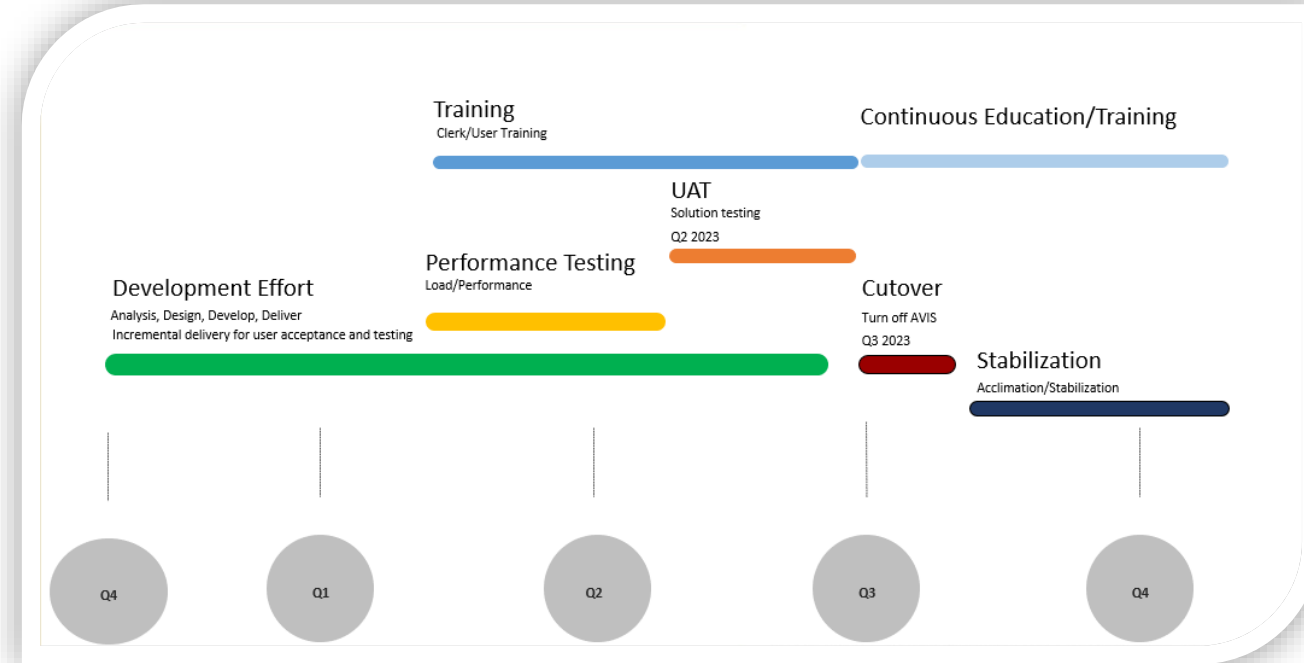 Training
Clerk/User Training
Continuous Education/Training
UAT
Solution testing
Q2 2023
Performance Testing
Load/Performance
Development Effort
Analysis, Design, Develop, Deliver
Incremental delivery for user acceptance and testing
Cutover
Turn off AVIS
Q3 2023
Stabilization
Acclimation/Stabilization
Q4
Q1
Q2
Q3
Q4